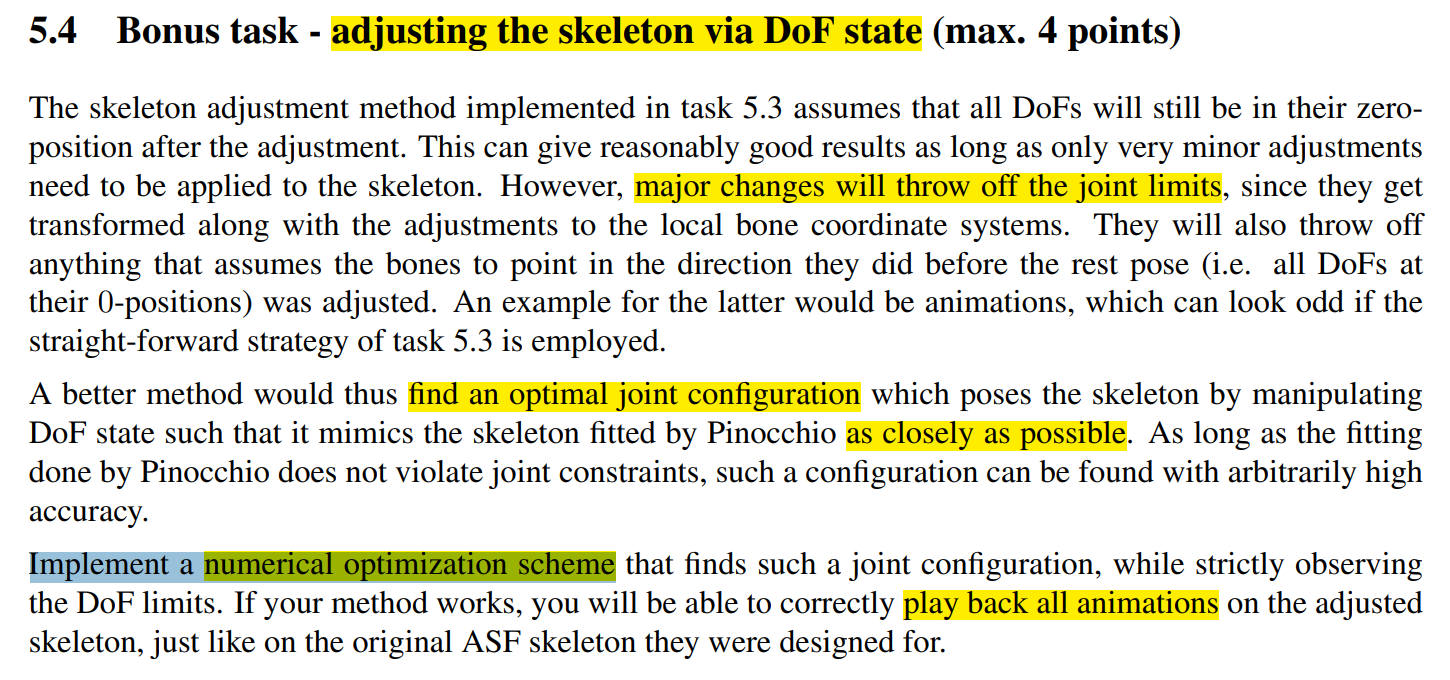 5.4 Bonus task - adjusting the skeleton via DoF state (max. 4 points)
The skeleton adjustment method implemented in task 5.3 assumes that all DoFs will still be in their zero-
position after the adjustment. This can give reasonably good results as long as only very minor adjustments
need to be applied to the skeleton. However, major changes will throw off the joint limits, since they get
transformed along with the adjustments to the local bone coordinate systems. They will also throw off
anything that assumes the bones to point in the direction they did before the rest pose (i.e. all DoFs at
their 0-positions) was adjusted. An example for the latter would be animations, which can look odd if the
straight-forward strategy of task 5.3 is employed.
A better method would thus find an optimal joint configuration which poses the skeleton by manipulating
DoF state such that it mimics the skeleton fitted by Pinocchio as closely as possible. As long as the fitting
done by Pinocchio does not violate joint constraints, such a configuration can be found with arbitrarily high
accuracy.
Implement a numerical optimization scheme that finds such a joint configuration, while strictly observing
the DoF limits. If your method works, you will be able to correctly play back all animations on the adjusted
skeleton, just like on the original ASF skeleton they were designed for.